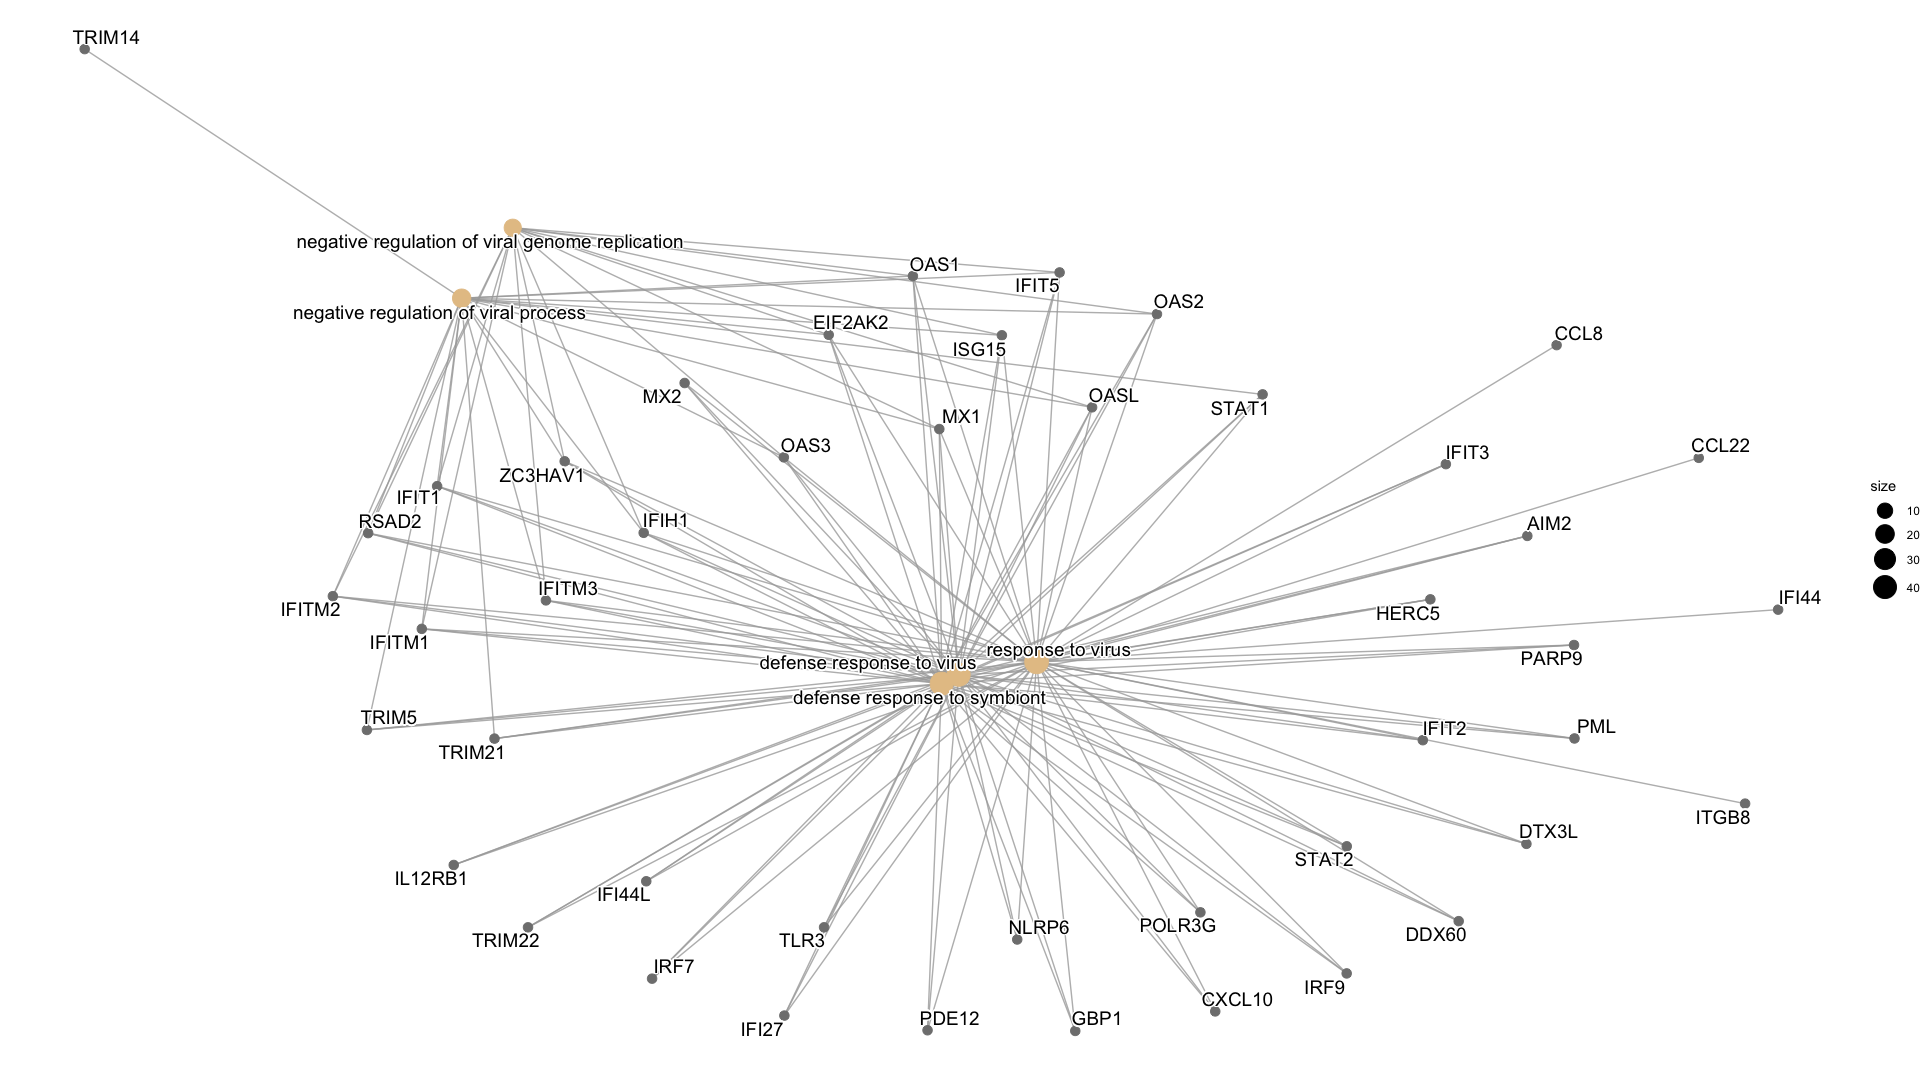 TRIM14
negative regulation of viral genome replication
OAS1
IFIT5
OAS2
negative regulation of viral process
EIF2AK2
ISG15
CCL8
MX2
OASL
STAT1
MX1
OAS3
IFIT3
CCL22
ZC3HAV1
IFIT1
size
10
20
30
40
RSAD2
IFIH1
AIM2
IFITM3
IFITM2
HERC5
IFI44
IFITM1
response to virus
defense response to virus
PARP9
defense response to symbiont
TRIM5
TRIM21
IFIT2
PML
ITGB8
DTX3L
STAT2
IL12RB1
IFI44L
TRIM22
TLR3
NLRP6
POLR3G
DDX60
IRF7
IRF9
CXCL10
IFI27
PDE12
GBP1